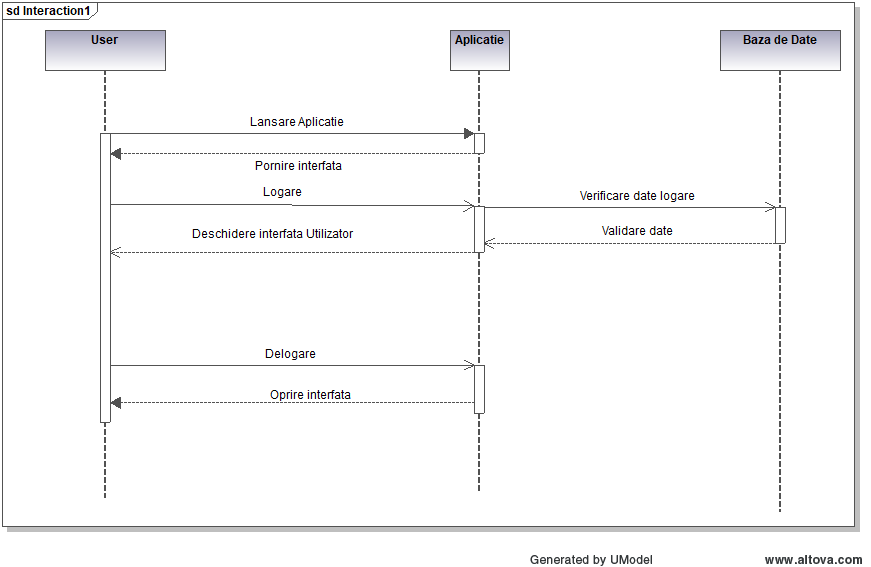 sd Interaction1
User
Aplicatie
Baza de Date
Lansare Aplicatie
Pornire interfata
Logare
Verificare date logare
Deschidere interfata Utilizator
Validare date
Delogare
Oprire interfata
Generated by UModel
www.altova.com